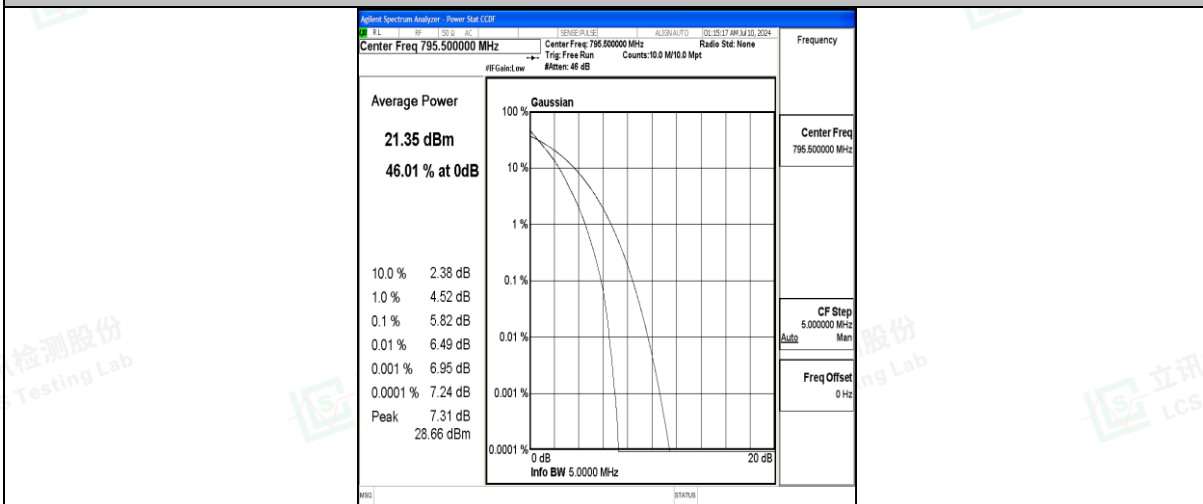 Agilent Spectrum Analyzer - Power Stat CCDF
RL RF 50 Ω AC SENSE:PULSE ALIGN AUTO 01:15:17 AM Jul 10, 2024
Center Freq 795.500000 MHz
Center Freq: 795.500000 MHz Radio Std: None
Trig: Free Run Counts:10.0 M/10.0 Mpt
#IFGain:Low #Atten: 46 dB
Frequency
Average Power
21.35 dBm
46.01 % at 0dB
10.0 % 2.38 dB
1.0 % 4.52 dB
0.1 % 5.82 dB
0.01 % 6.49 dB
0.001 % 6.95 dB
0.0001 % 7.24 dB
Peak 7.31 dB
28.66 dBm
Gaussian
100 %
10 %
1 %
0.1 %
0.01 %
0.001 %
0.0001 %
0 dB 20 dB
Info BW 5.0000 MHz
Center Freq
795.500000 MHz
CF Step
5.000000 MHz
Auto Man
Freq Offset
0 Hz
MSG STATUS
检测股份
Testing Lab
股份
ng Lab
立讯
LCS